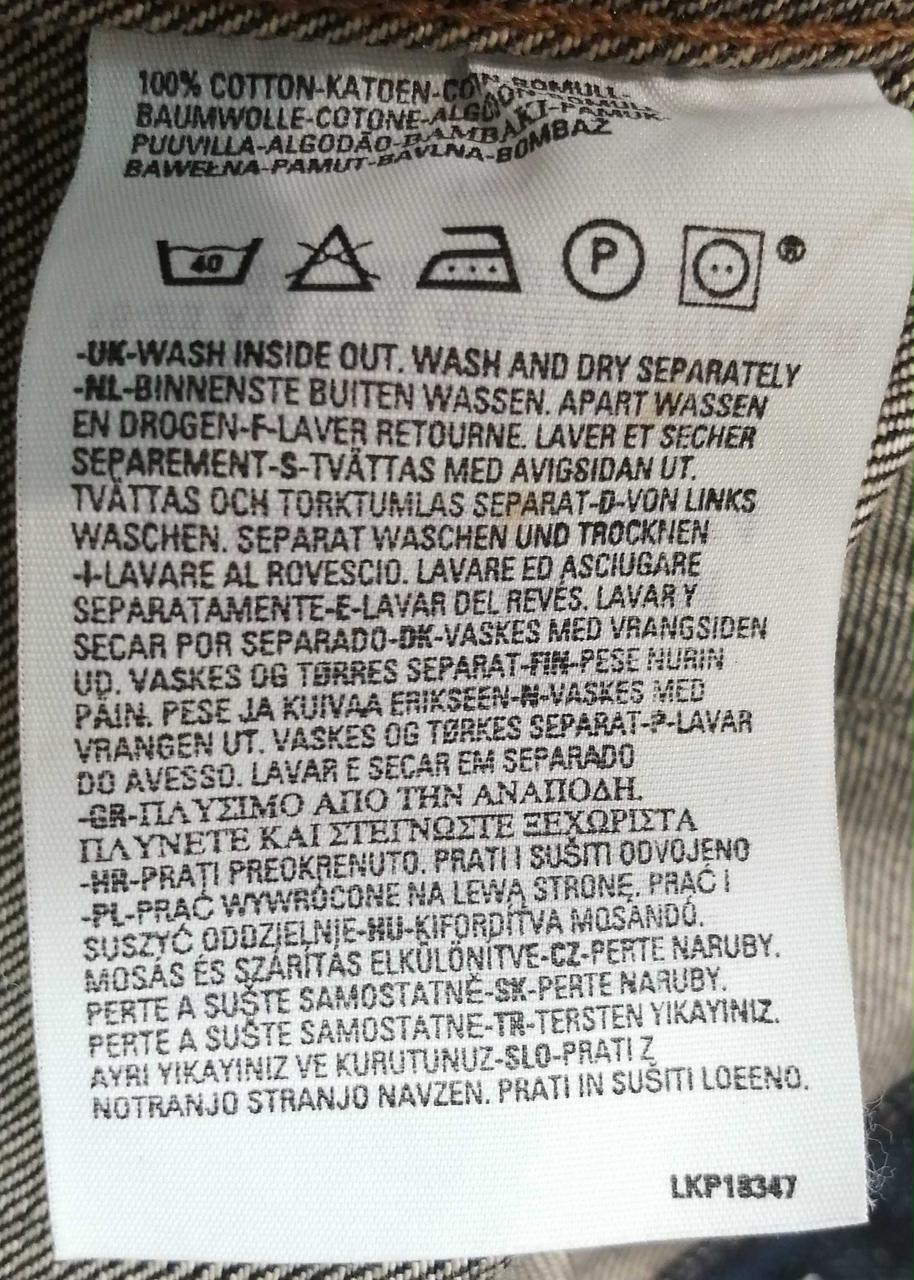 100% COTTON-KATOEN-COTON-BOMULL-
BAUMWOLLE-COTONE-ALGODON-BOMULL-
PUUVILLA-ALGODÃO-BAMBAKI-PAMUK-
BAWEŁNA-PAMUT-BAVLNA-BOMBAŽ
40
P
®
-UK-WASH INSIDE OUT. WASH AND DRY SEPARATELY
-NL-BINNENSTE BUITEN WASSEN. APART WASSEN
EN DROGEN-F-LAVER RETOURNE. LAVER ET SECHER
SEPAREMENT-S-TVÄTTAS MED AVIGSIDAN UT.
TVÄTTAS OCH TORKTUMLAS SEPARAT-D-VON LINKS
WASCHEN. SEPARAT WASCHEN UND TROCKNEN
-I-LAVARE AL ROVESCIO. LAVARE ED ASCIUGARE
SEPARATAMENTE-E-LAVAR DEL REVÉS. LAVAR Y
SECAR POR SEPARADO-DK-VASKES MED VRANGSIDEN
UD. VASKES OG TØRRES SEPARAT-FIN-PESE NURIN
PÄIN. PESE JA KUIVAA ERIKSEEN-N-VASKES MED
VRANGEN UT. VASKES OG TØRKES SEPARAT-P-LAVAR
DO AVESSO. LAVAR E SECAR EM SEPARADO
-GR-ΠΛΥΣΙΜΟ ΑΠΟ ΤΗΝ ΑΝΑΠΟΔΗ.
ΠΛΥΝΕΤΕ ΚΑΙ ΣΤΕΓΝΩΣΤΕ ΞΕΧΩΡΙΣΤΑ
-HR-PRATI PREOKRENUTO. PRATI I SUŠITI ODVOJENO
-PL-PRAĆ WYWRÓCONE NA LEWĄ STRONĘ. PRAĆ I
SUSZYĆ ODDZIELNIE-HU-KIFORDÍTVA MOSANDÓ.
MOSÁS ÉS SZÁRÍTÁS ELKÜLÖNÍTVE-CZ-PERTE NARUBY.
PERTE A SUŠTE SAMOSTATNĚ-SK-PERTE NARUBY.
PERTE A SUŠTE SAMOSTATNE-TR-TERSTEN YIKAYINIZ.
AYRI YIKAYINIZ VE KURUTUNUZ-SLO-PRATI Z
NOTRANJO STRANJO NAVZEN. PRATI IN SUŠITI LOEENO.
LKP18347